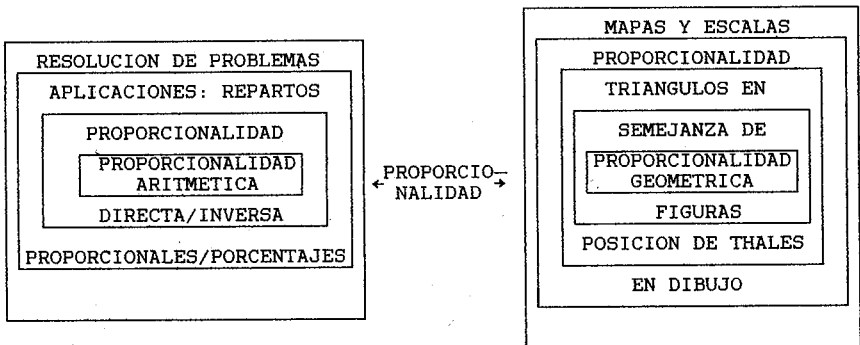 RESOLUCION DE PROBLEMAS
APLICACIONES: REPARTOS
PROPORCIONALIDAD
PROPORCIONALIDAD
ARITMETICA
DIRECTA/INVERSA
PROPORCIONALES/PORCENTAJES
PROPORCIO—
NALIDAD
MAPAS Y ESCALAS
PROPORCIONALIDAD
TRIANGULOS EN
SEMEJANZA DE
PROPORCIONALIDAD
GEOMETRICA
FIGURAS
POSICION DE THALES
EN DIBUJO